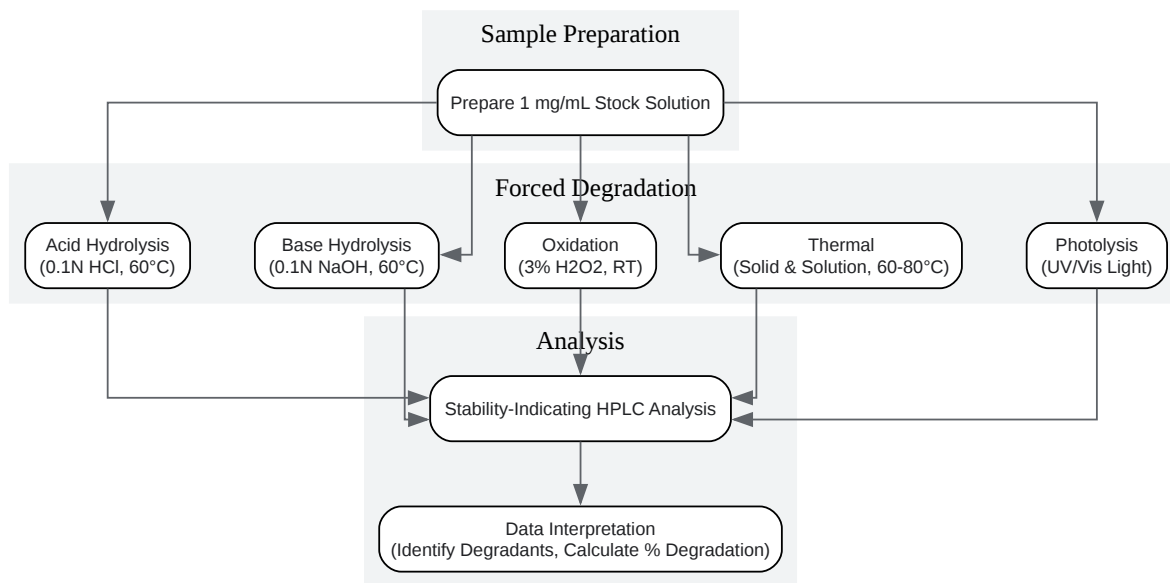 Sample Preparation
Prepare 1 mg/mL Stock Solution
Forced Degradation
Acid Hydrolysis
(0.1N HCl, 60°C)
Base Hydrolysis
(0.1N NaOH, 60°C)
Oxidation
(3% H2O2, RT)
Thermal
(Solid & Solution, 60-80°C)
Photolysis
(UV/Vis Light)
Analysis
Stability-Indicating HPLC Analysis
Data Interpretation
(Identify Degradants, Calculate % Degradation)